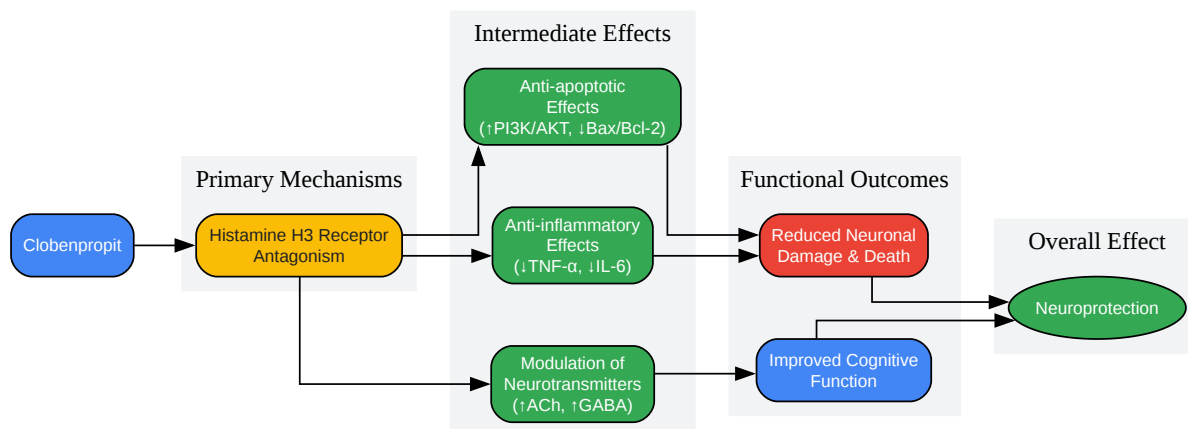 Clobenpropit
Primary Mechanisms
Histamine H3 Receptor
Antagonism
Intermediate Effects
Anti-apoptotic
Effects
(↑PI3K/AKT, ↓Bax/Bcl-2)
Anti-inflammatory
Effects
(↓TNF-α, ↓IL-6)
Modulation of
Neurotransmitters
(↑ACh, ↑GABA)
Functional Outcomes
Reduced Neuronal
Damage & Death
Improved Cognitive
Function
Overall Effect
Neuroprotection